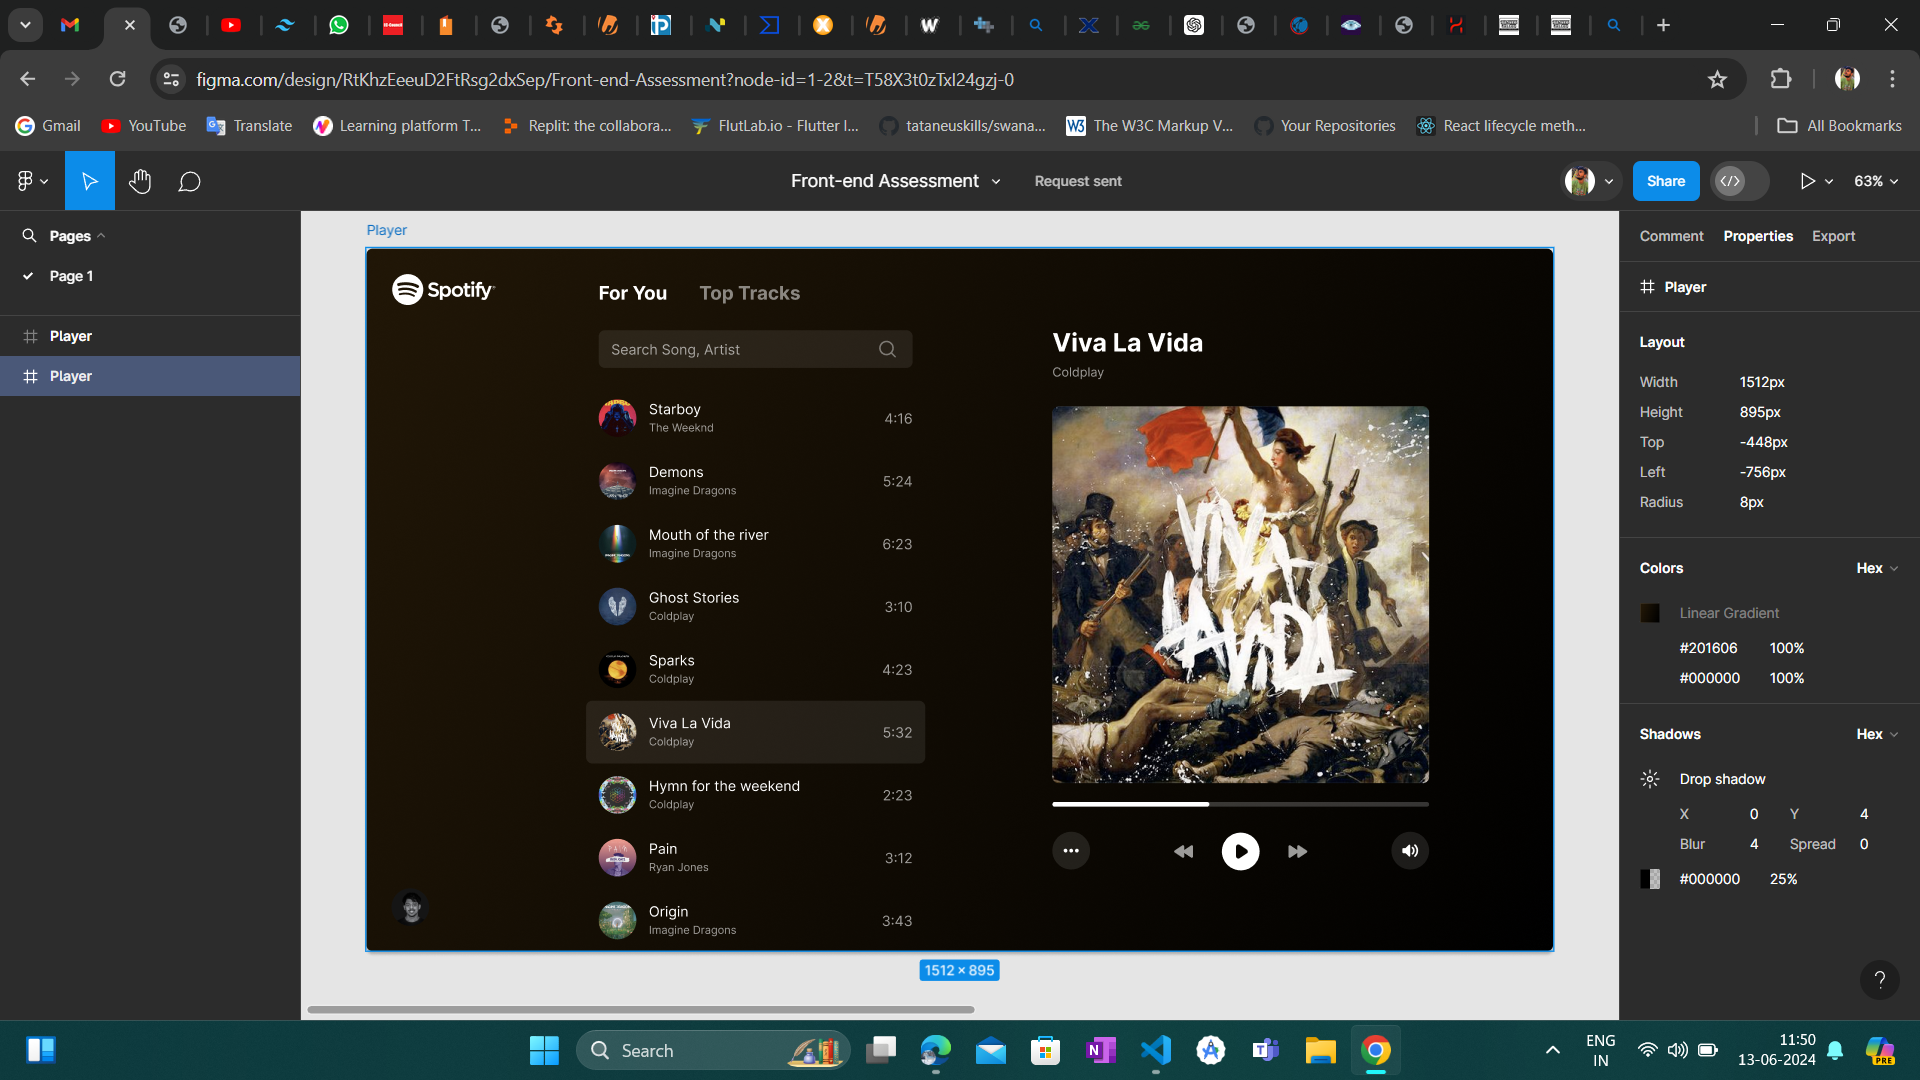 figma.com/design/RtKhzEeeuD2FtRsg2dxSep/Front-end-Assessment?node-id=1-2&t=T58X3t0zTxl24gzj-0
Gmail YouTube Translate Learning platform T... Replit: the collabora... FlutLab.io - Flutter I... tataneuskills/swana... The W3C Markup V... Your Repositories React lifecycle meth... All Bookmarks
Front-end Assessment Request sent Share 63%
Pages
Page 1
Player
Player
Player
Spotify
For You Top Tracks
Search Song, Artist
Starboy
The Weeknd
4:16
Demons
Imagine Dragons
5:24
Mouth of the river
Imagine Dragons
6:23
Ghost Stories
Coldplay
3:10
Sparks
Coldplay
4:23
Viva La Vida
Coldplay
5:32
Hymn for the weekend
Coldplay
2:23
Pain
Ryan Jones
3:12
Origin
Imagine Dragons
3:43
Viva La Vida
Coldplay
VIVA
LA VIDA
1512 × 895
Comment Properties Export
Player
Layout
Width 1512px
Height 895px
Top -448px
Left -756px
Radius 8px
Colors Hex
Linear Gradient
#201606 100%
#000000 100%
Shadows Hex
Drop shadow
X 0 Y 4
Blur 4 Spread 0
#000000 25%
?
Search
ENG
IN
11:50
13-06-2024